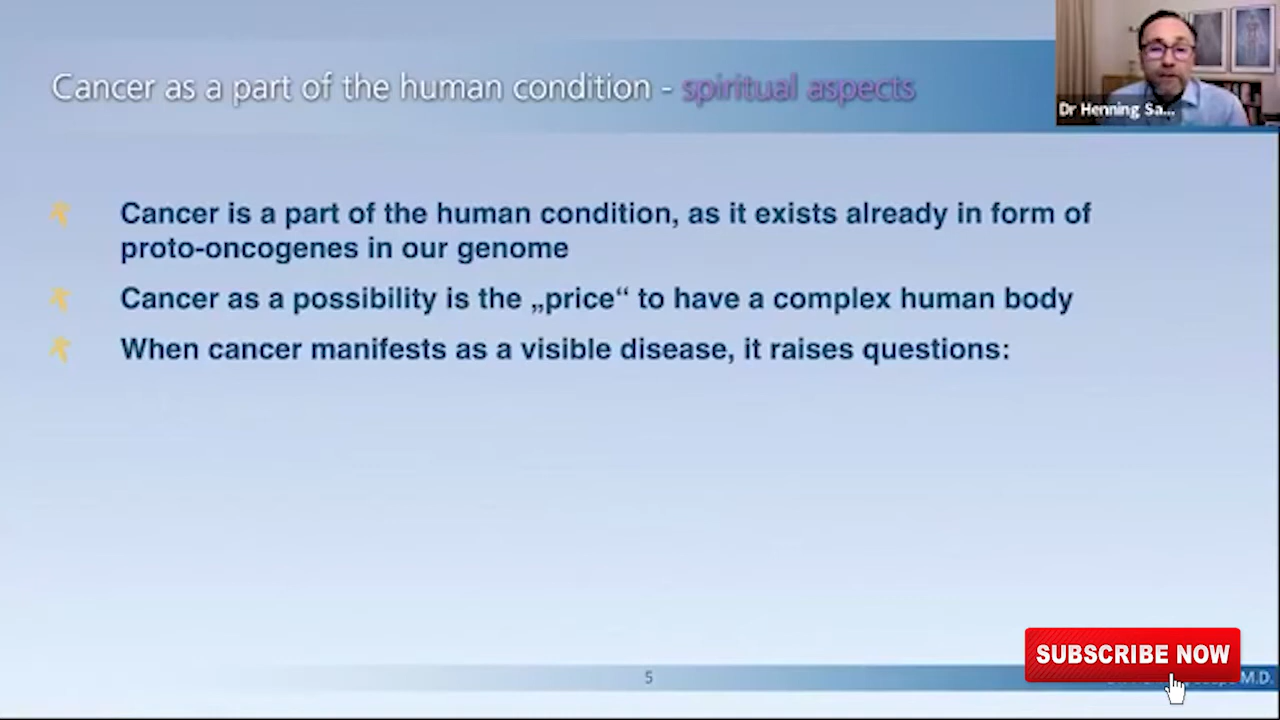 Cancer as a part of the human condition - spiritual aspects
Dr Henning Sa...
Cancer is a part of the human condition, as it exists already in form of
proto-oncogenes in our genome
Cancer as a possibility is the „price“ to have a complex human body
When cancer manifests as a visible disease, it raises questions:
SUBSCRIBE NOW
5
M.D.